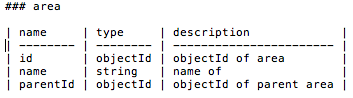 ### area
| name     | type     | description              |
| -------- | -------- | ------------------------ |
| id       | objectId | objectId of area         |
| name     | string   | name of                  |
| parentId | objectId | objectId of parent area |